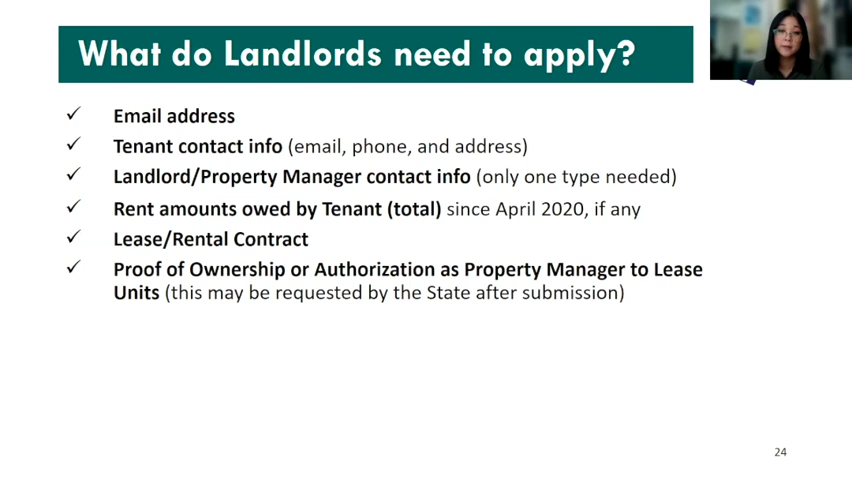 What do Landlords need to apply?
✓ Email address
✓ Tenant contact info (email, phone, and address)
✓ Landlord/Property Manager contact info (only one type needed)
✓ Rent amounts owed by Tenant (total) since April 2020, if any
✓ Lease/Rental Contract
✓ Proof of Ownership or Authorization as Property Manager to Lease
Units (this may be requested by the State after submission)
24